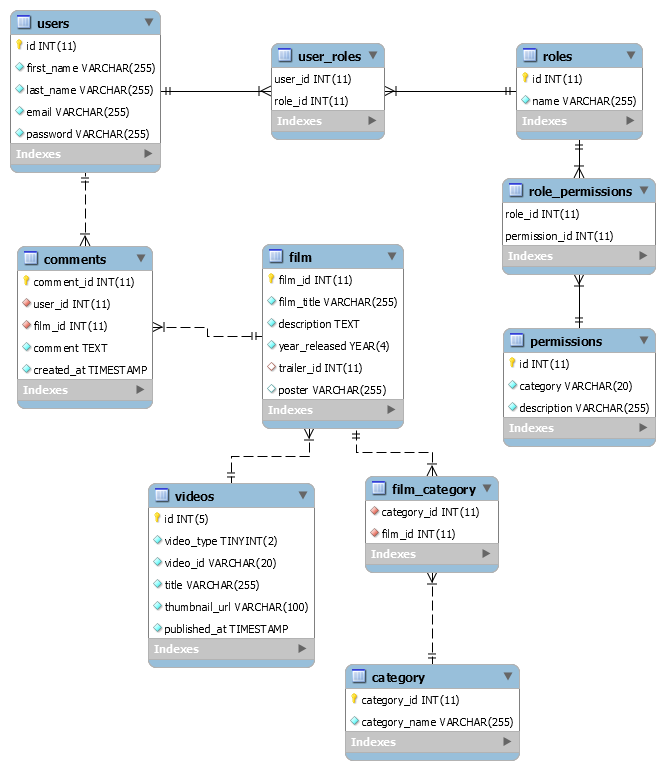 users
id INT(11)
first_name VARCHAR(255)
last_name VARCHAR(255)
email VARCHAR(255)
password VARCHAR(255)
Indexes
user_roles
user_id INT(11)
role_id INT(11)
Indexes
roles
id INT(11)
name VARCHAR(255)
Indexes
role_permissions
role_id INT(11)
permission_id INT(11)
Indexes
comments
comment_id INT(11)
user_id INT(11)
film_id INT(11)
comment TEXT
created_at TIMESTAMP
Indexes
film
film_id INT(11)
film_title VARCHAR(255)
description TEXT
year_released YEAR(4)
trailer_id INT(11)
poster VARCHAR(255)
Indexes
permissions
id INT(11)
category VARCHAR(20)
description VARCHAR(255)
Indexes
videos
id INT(5)
video_type TINYINT(2)
video_id VARCHAR(20)
title VARCHAR(255)
thumbnail_url VARCHAR(100)
published_at TIMESTAMP
Indexes
film_category
category_id INT(11)
film_id INT(11)
Indexes
category
category_id INT(11)
category_name VARCHAR(255)
Indexes